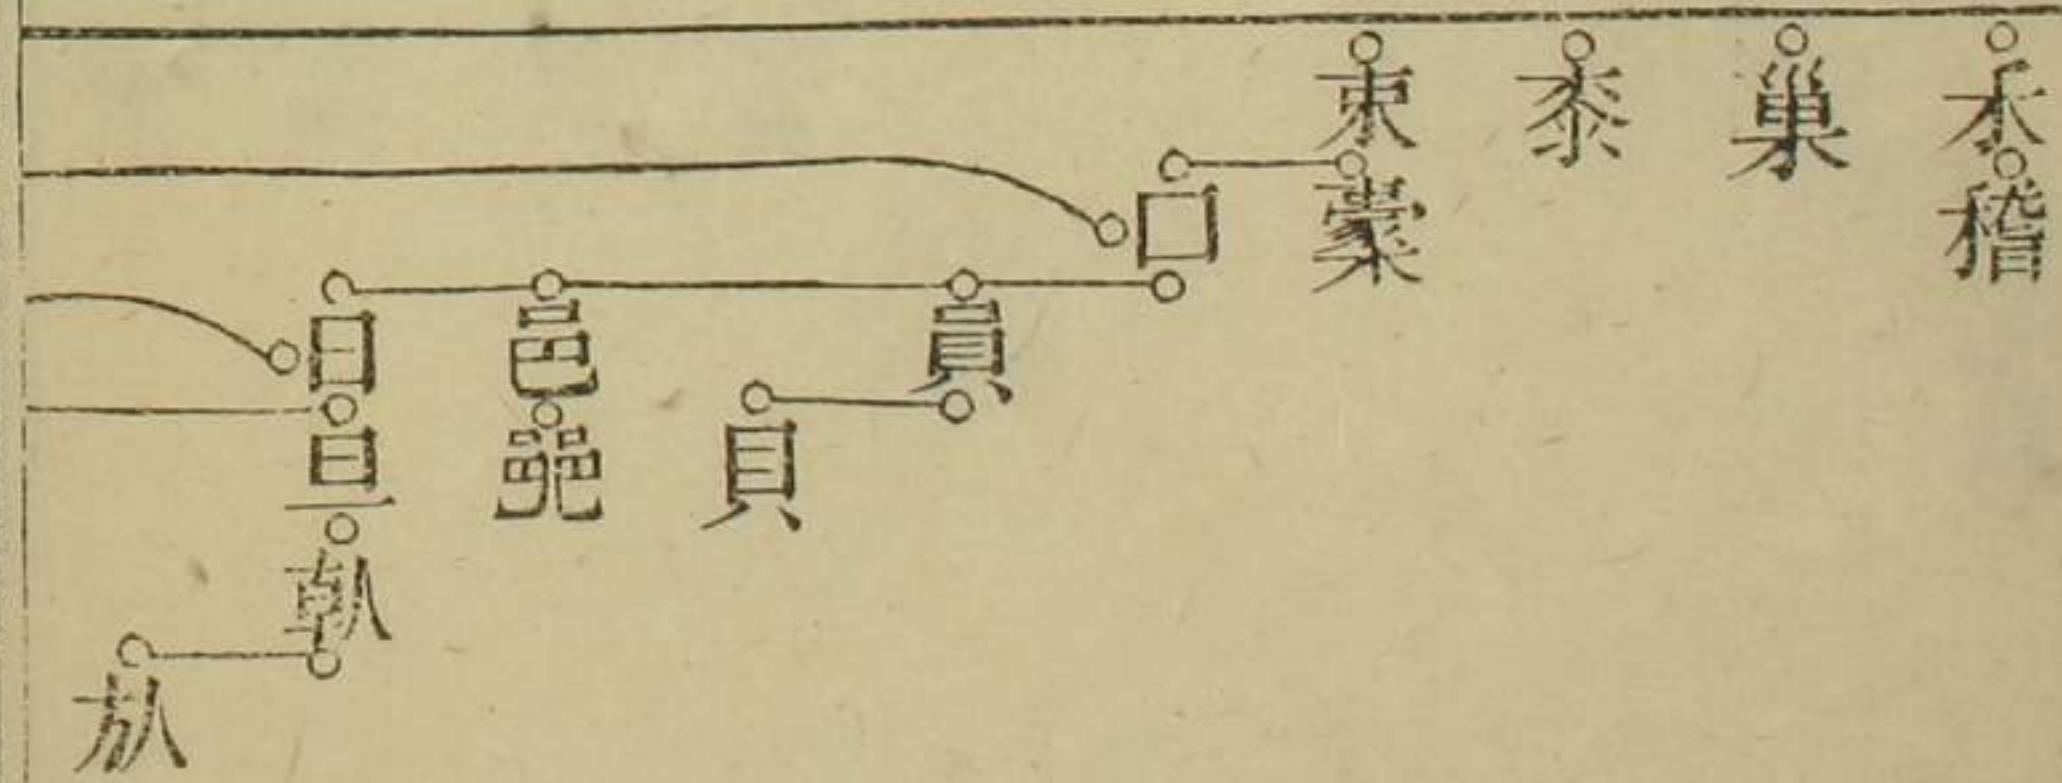 𥝌
稽
巢
桼
束
㯻
囗
員
貝
邑
𨛜
日
旦
倝
㫃